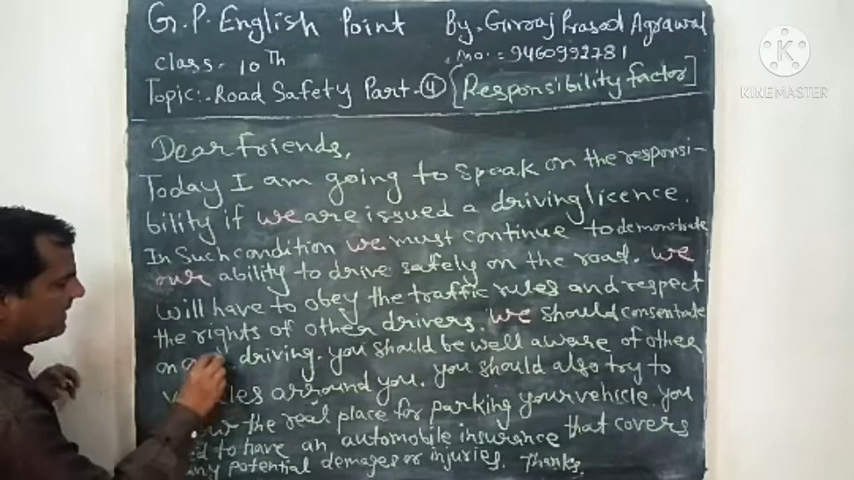 G.P. English Point By. Girraj Prasad Agrawal
Class- 10Th Mo:- 9460992781
Topic:- Road Safety Part-4 [Responsibility factor]
KINEMASTER
Dear friends,
Today I am going to speak on the responsi-
bility if we are issued a driving licence.
In Such condition we must continue to demonstrate
our ability to drive safely on the road. we
will have to obey the traffic rules and respect
the rights of other drivers. we should consentrate
on driving. you should be well aware of other
arround you. you should also try to
the real place for parking your vehicle. you
to have an automobile insurance that covers
any potential demages or injuries. Thanks.